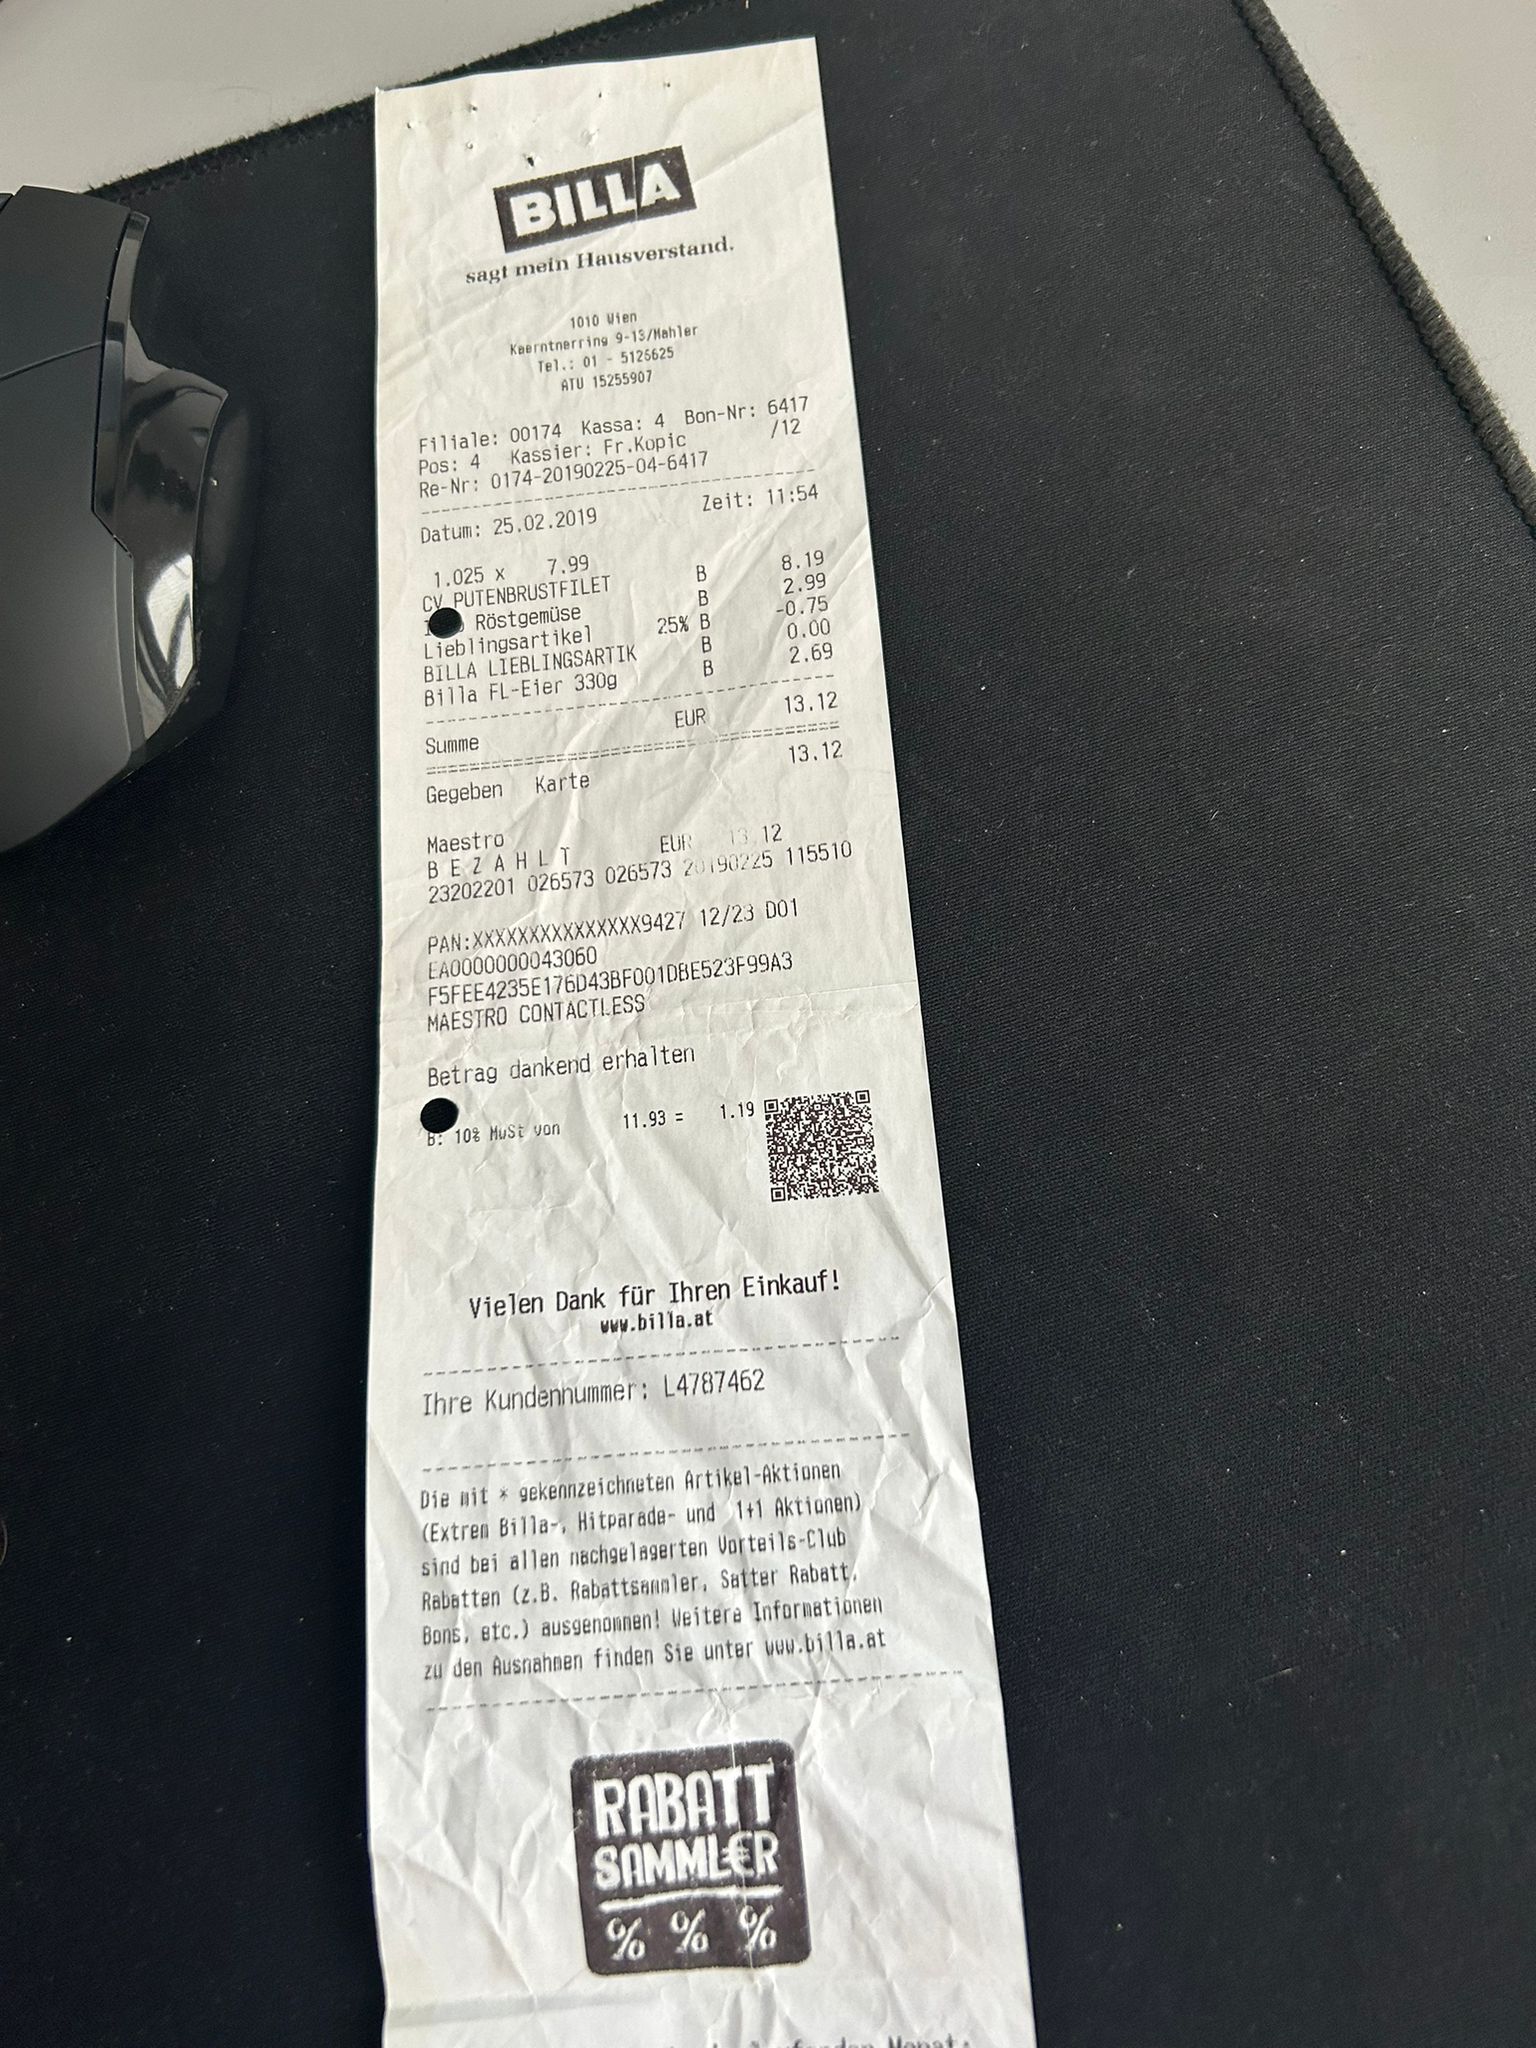 BILLA
sagt mein Hausverstand.
1010 Wien
Kaerntnerring 9-13/Mahler
Tel.: 01 - 5126625
ATU 15255907
Filiale: 00174 Kassa: 4 Bon-Nr: 6417
Pos: 4 Kassier: Fr.Kopic /12
Re-Nr: 0174-20190225-04-6417
Datum: 25.02.2019 Zeit: 11:54
1.025 x 7.99
CV PUTENBRUSTFILET B 8.19
Röstgemüse B 2.99
Lieblingsartikel 25% B -0.75
BILLA LIEBLINGSARTIK B 0.00
Billa FL-Eier 330g B 2.69
Summe EUR 13.12
Gegeben Karte 13.12
Maestro EUR 13.12
B E Z A H L T
23202201 026573 026573 20190225 115510
PAN:XXXXXXXXXXXXXXX9427 12/23 D01
EA0000000043060
F5FEE4235E176D43BF001DBE523F99A3
MAESTRO CONTACTLESS
Betrag dankend erhalten
B: 10% MwSt von 11.93 = 1.19
Vielen Dank für Ihren Einkauf!
www.billa.at
Ihre Kundennummer: L4787462
Die mit * gekennzeichneten Artikel-Aktionen
(Extrem Billa-, Hitparade- und 1+1 Aktionen)
sind bei allen nachgelagerten Vorteils-Club
Rabatten (z.B. Rabattsammler, Satter Rabatt,
Bons, etc.) ausgenommen! Weitere Informationen
zu den Ausnahmen finden Sie unter www.billa.at
RABATT
SAMML€R
% % %
Monat: